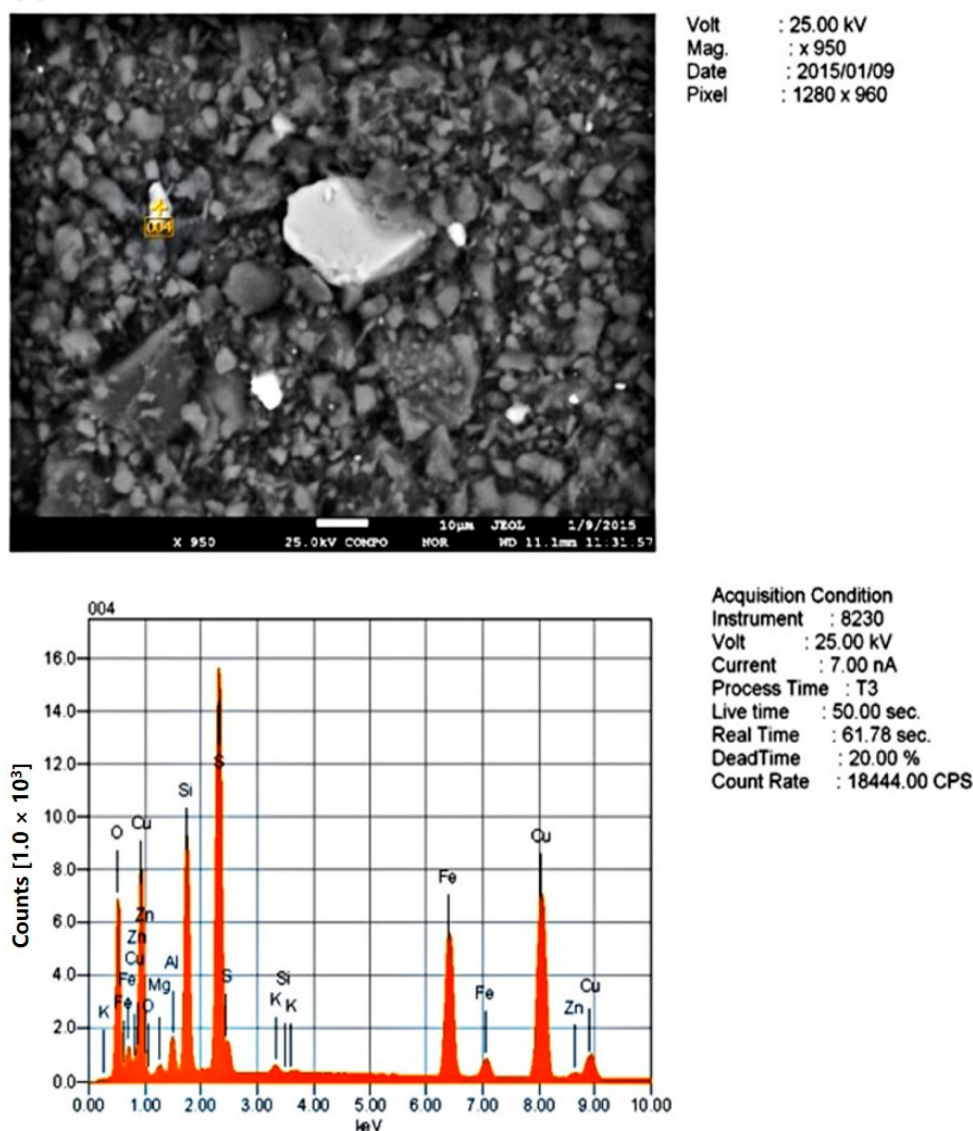 Volt : 25.00 kV
Mag. : x 950
Date : 2015/01/09
Pixel : 1280 x 960
004
10µm JEOL 1/9/2015
X 950 25.0kV COMPO NOR WD 11.1mm 11:31:57
Acquisition Condition
Instrument : 8230
Volt : 25.00 kV
Current : 7.00 nA
Process Time : T3
Live time : 50.00 sec.
Real Time : 61.78 sec.
DeadTime : 20.00 %
Count Rate : 18444.00 CPS
004
Counts [1.0 × 10³]
16.0
14.0
12.0
10.0
8.0
6.0
4.0
2.0
0.0
S
Si
Cu
O
Cu
Fe
Zn
Zn
Cu
Al
Fe
Mg
S
Si
Fe
O
K
K
K
Fe
Zn
Cu
0.00 1.00 2.00 3.00 4.00 5.00 6.00 7.00 8.00 9.00 10.00
keV